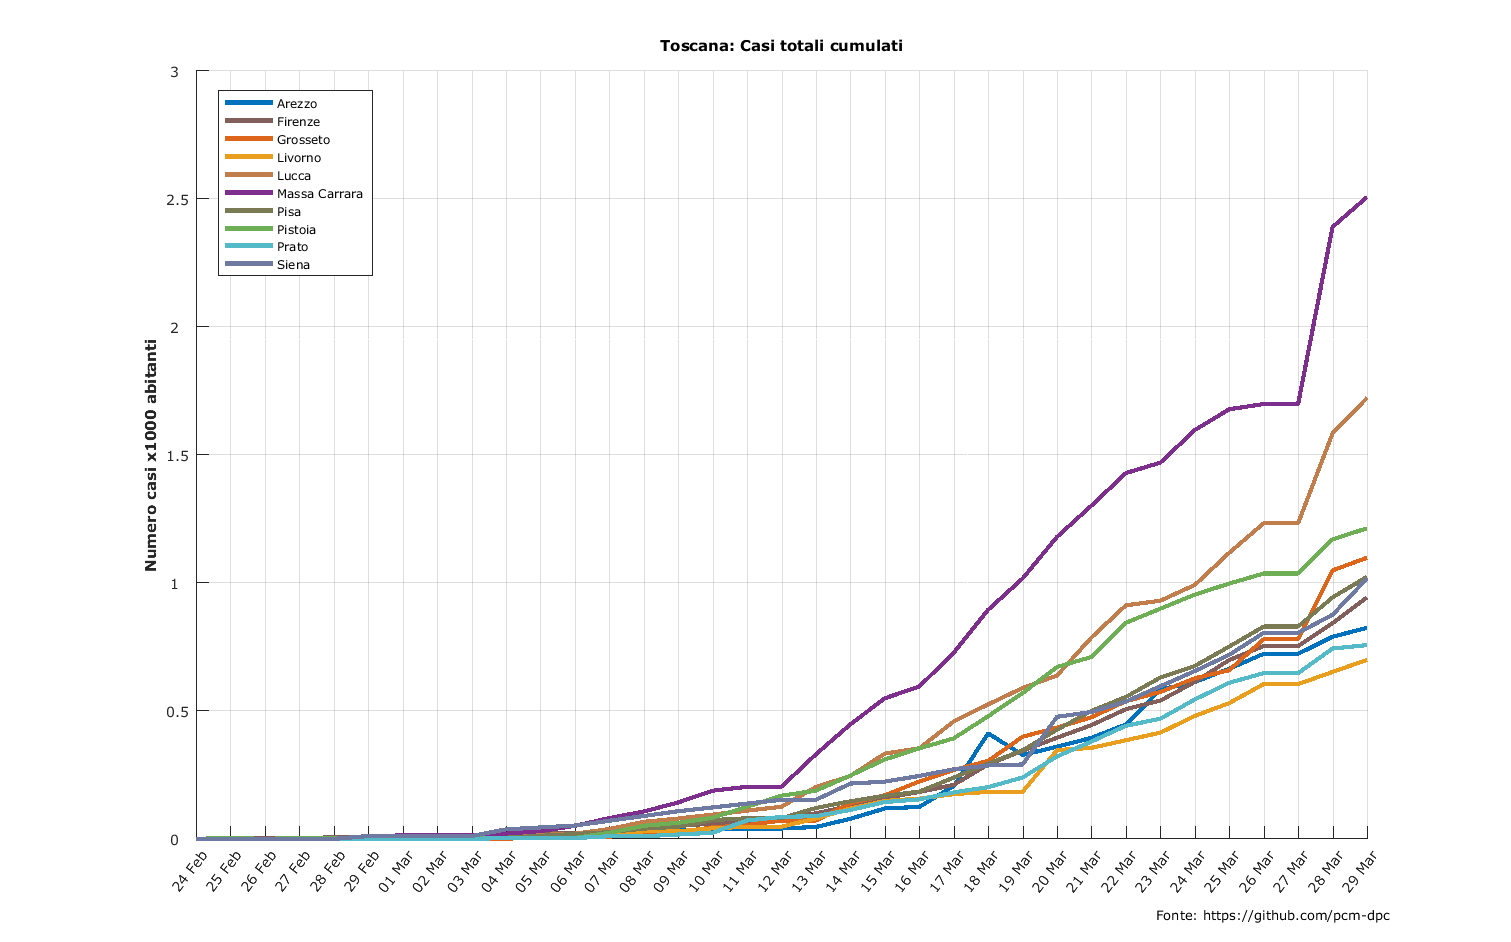 Toscana: Casi totali cumulati
3
2.5
2
1.5
1
0.5
0
Numero casi x1000 abitanti
Arezzo
Firenze
Grosseto
Livorno
Lucca
Massa Carrara
Pisa
Pistoia
Prato
Siena
24 Feb
25 Feb
26 Feb
27 Feb
28 Feb
29 Feb
01 Mar
02 Mar
03 Mar
04 Mar
05 Mar
06 Mar
07 Mar
08 Mar
09 Mar
10 Mar
11 Mar
12 Mar
13 Mar
14 Mar
15 Mar
16 Mar
17 Mar
18 Mar
19 Mar
20 Mar
21 Mar
22 Mar
23 Mar
24 Mar
25 Mar
26 Mar
27 Mar
28 Mar
29 Mar
Fonte: https://github.com/pcm-dpc